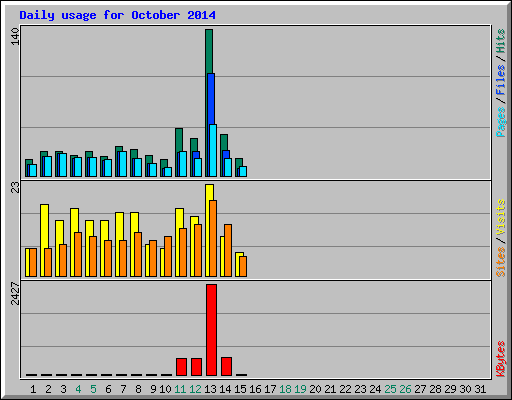 Daily usage for October 2014
140
Pages / Files / Hits
23
Sites / Visits
2427
KBytes
1 2 3 4 5 6 7 8 9 10 11 12 13 14 15 16 17 18 19 20 21 22 23 24 25 26 27 28 29 30 31